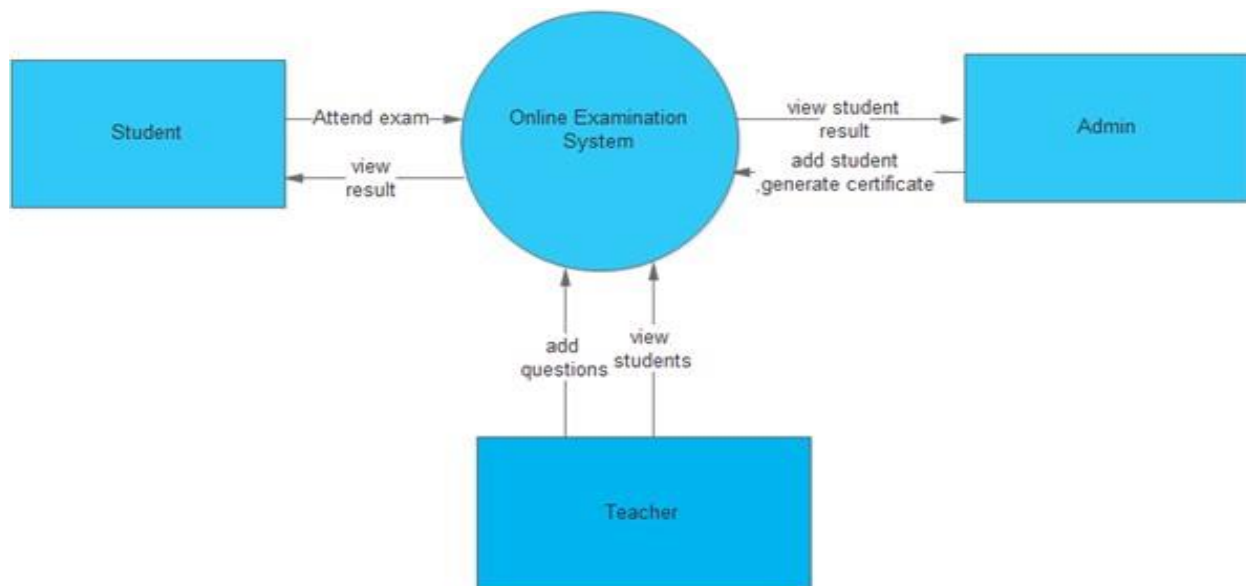 Student
Attend exam
view
result
Online Examination
System
view student
result
add student
,generate certificate
Admin
add
questions
view
students
Teacher